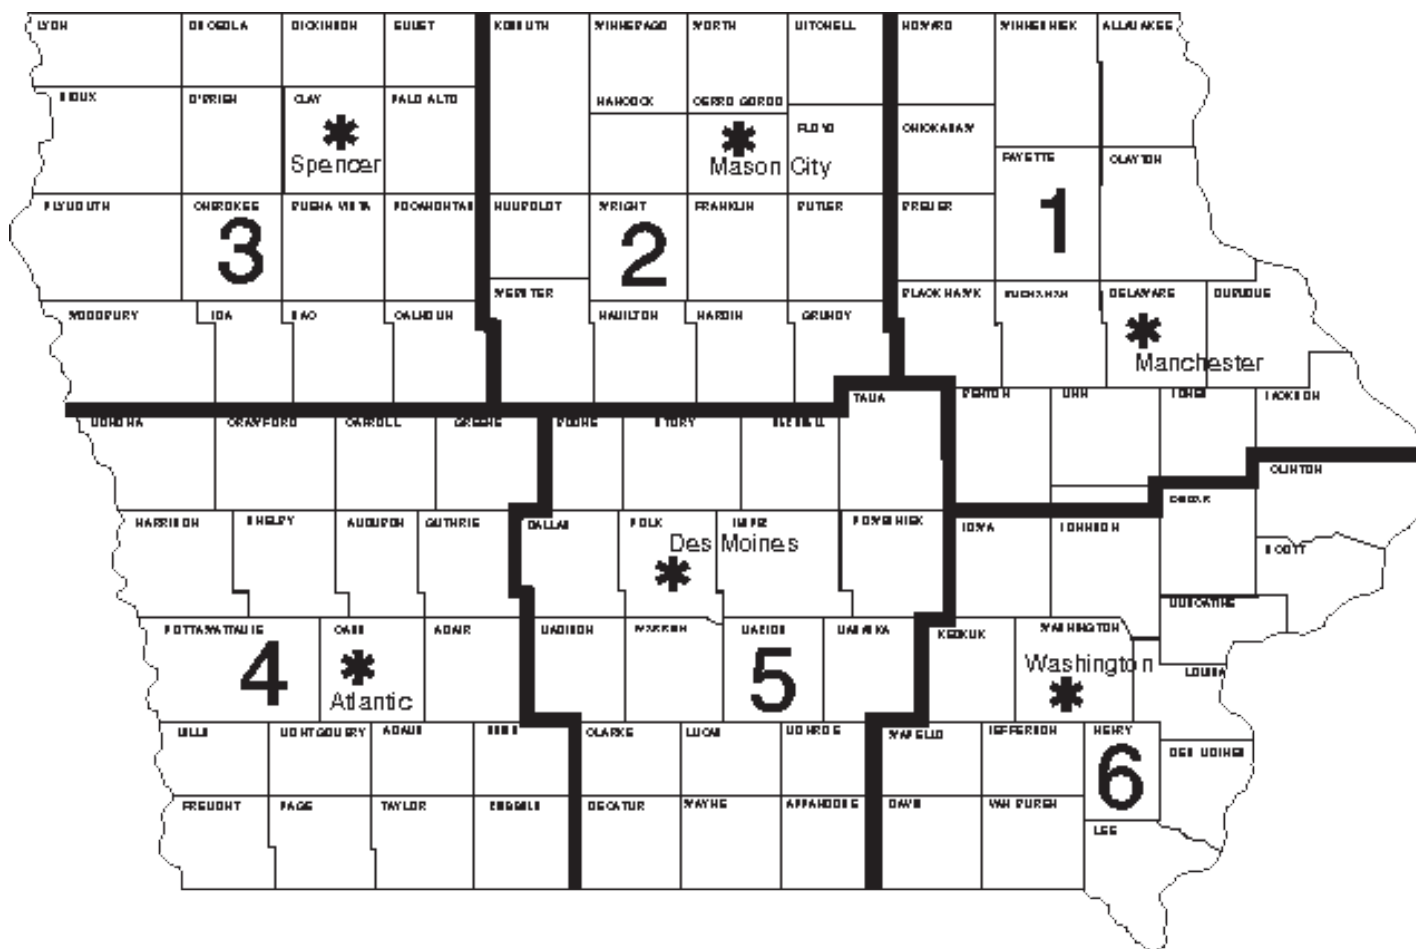 LYON
OSCEOLA
DICKINSON
EMMET
KOSSUTH
WINNEBAGO
WORTH
MITCHELL
HOWARD
WINNESHIEK
ALLAMAKEE
SIOUX
O'BRIEN
CLAY
PALO ALTO
HANCOCK
CERRO GORDO
FLOYD
CHICKASAW
FAYETTE
CLAYTON
Spencer
Mason City
PLYMOUTH
CHEROKEE
BUENA VISTA
POCAHONTAS
HUMBOLDT
WRIGHT
FRANKLIN
BUTLER
BREMER
3
2
1
WOODBURY
IDA
SAC
CALHOUN
WEBSTER
HAMILTON
HARDIN
GRUNDY
BLACK HAWK
BUCHANAN
DELAWARE
DUBUQUE
Manchester
MONONA
CRAWFORD
CARROLL
GREENE
BOONE
STORY
MARSHALL
TAMA
BENTON
LINN
JONES
JACKSON
CLINTON
HARRISON
SHELBY
AUDUBON
GUTHRIE
DALLAS
POLK
JASPER
POWESHIEK
IOWA
JOHNSON
CEDAR
SCOTT
Des Moines
MUSCATINE
POTTAWATTAMIE
CASS
ADAIR
MADISON
WARREN
MARION
MAHASKA
KEOKUK
WASHINGTON
LOUISA
4
Atlantic
5
Washington
MILLS
MONTGOMERY
ADAMS
UNION
CLARKE
LUCAS
MONROE
WAPELLO
JEFFERSON
HENRY
DES MOINES
6
FREMONT
PAGE
TAYLOR
RINGGOLD
DECATUR
WAYNE
APPANOOSE
DAVIS
VAN BUREN
LEE